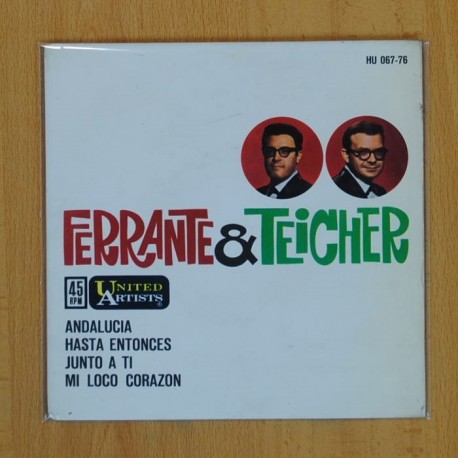 HU 067-76
FERRANTE & TEICHER
45 RPM
UNITED ARTISTS ®
ANDALUCIA
HASTA ENTONCES
JUNTO A TI
MI LOCO CORAZON